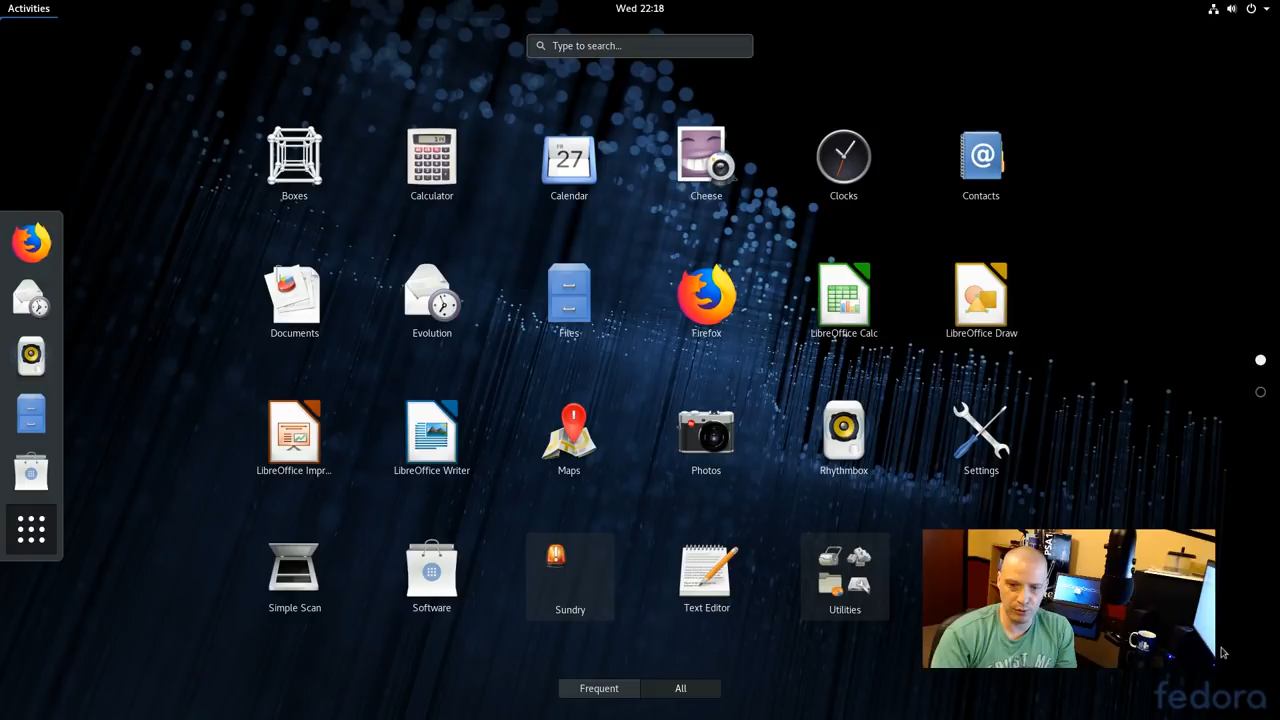 Activities
Wed 22:18
Type to search...
Boxes
Calculator
Calendar
Cheese
Clocks
Contacts
27
@
Documents
Evolution
Files
Firefox
LibreOffice Calc
LibreOffice Draw
LibreOffice Impr...
LibreOffice Writer
Maps
Photos
Rhythmbox
Settings
Simple Scan
Software
Sundry
Text Editor
Utilities
Frequent
All
fedora